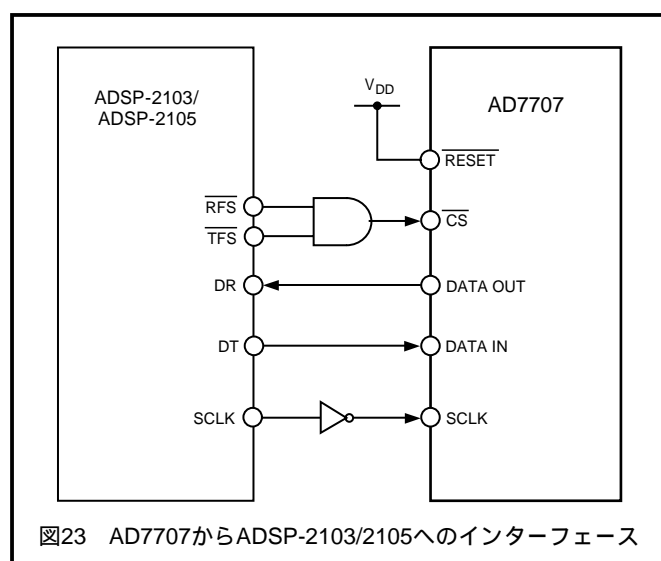 ADSP-2103/
ADSP-2105
VDD
AD7707
RESET
RFS
CS
TFS
DR
DATA OUT
DT
DATA IN
SCLK
SCLK
図23 AD7707からADSP-2103/2105へのインターフェース